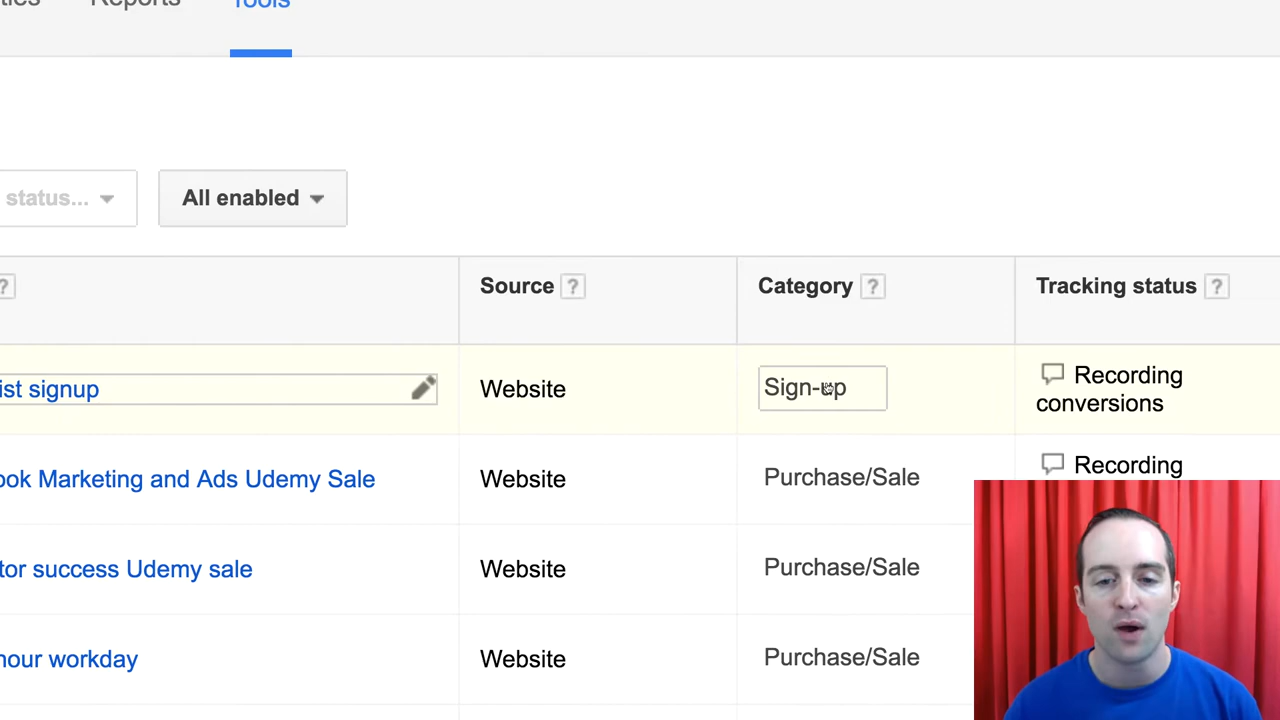 Reports Tools
status... All enabled
? Source ? Category ? Tracking status ?
ist signup Website Sign-up Recording
conversions
ook Marketing and Ads Udemy Sale Website Purchase/Sale Recording
tor success Udemy sale Website Purchase/Sale
hour workday Website Purchase/Sale